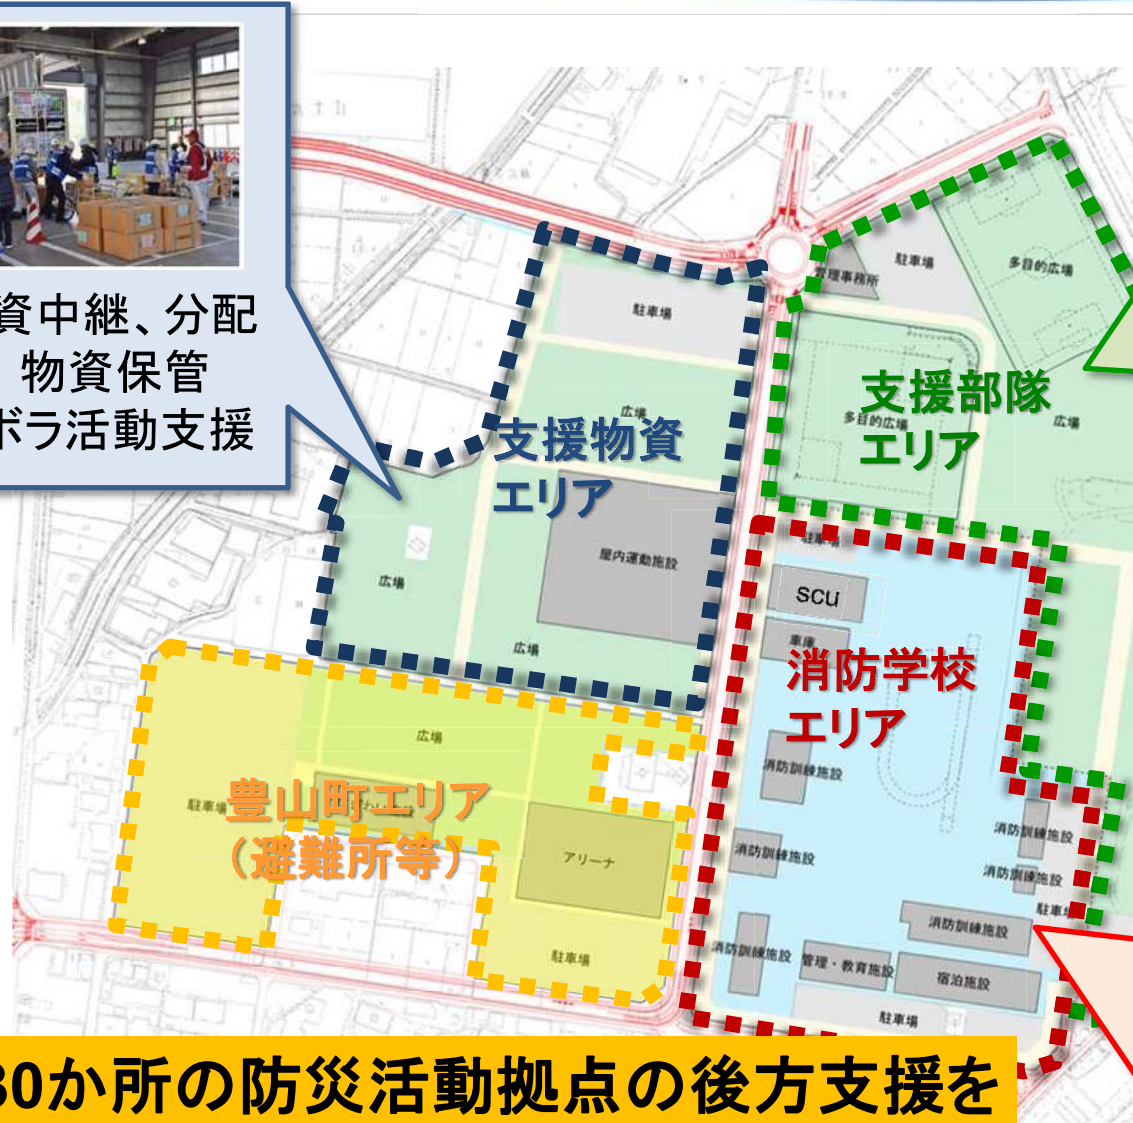 資中継、分配
物資保管
ボラ活動支援
駐車場
広場
支援物資
エリア
屋内運動施設
広場
広場
管理事務所
駐車場
多目的広場
支援部隊
エリア
多目的広場
広場
駐車場
scu
車庫
消防学校
エリア
消防訓練施設
消防訓練施設
消防訓練施設
消防訓練施設
駐車場
消防訓練施設
消防訓練施設
管理・教育施設
宿泊施設
駐車場
広場
駐車場
豊山町エリア
（避難所等）
アリーナ
駐車場
30か所の防災活動拠点の後方支援を